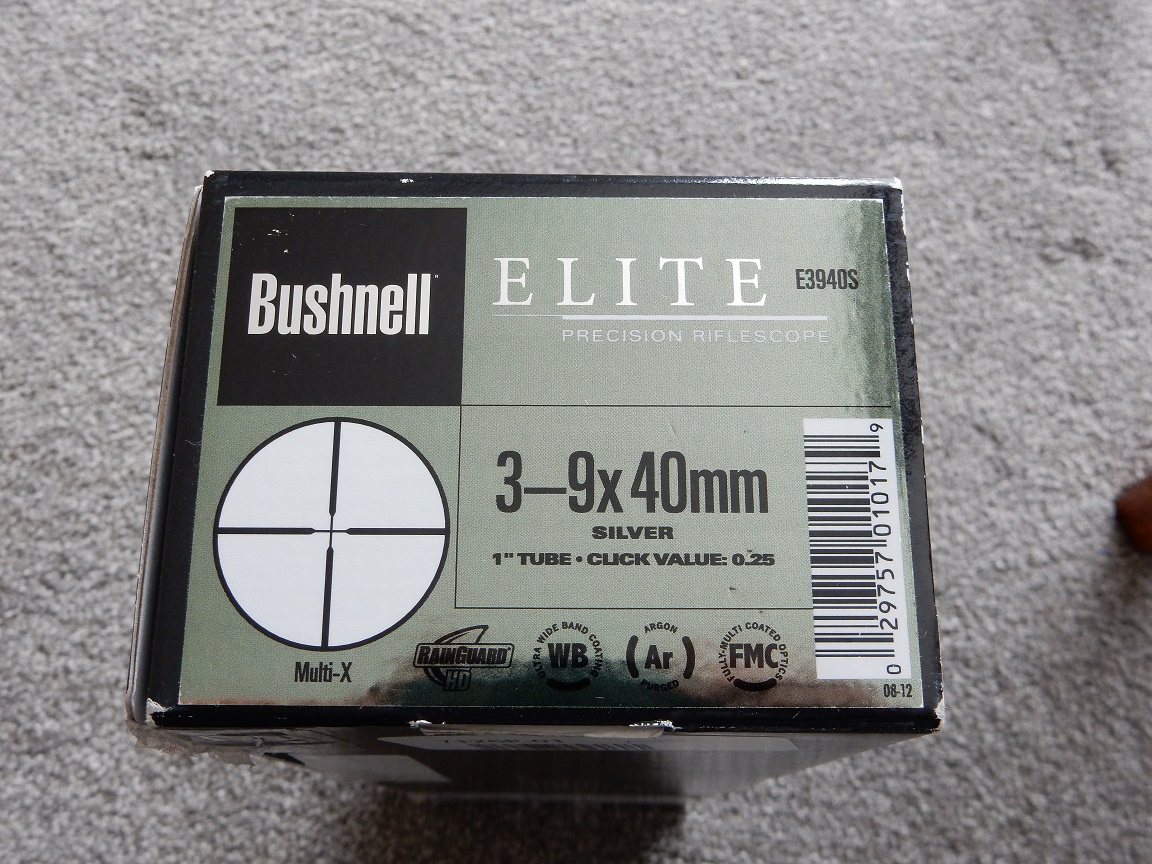 Bushnell
ELITE E3940S
PRECISION RIFLESCOPE
3–9x40mm
SILVER
1" TUBE • CLICK VALUE: 0.25
Multi-X
RAINGUARD HD
ULTRA WIDE BAND COATING WB
ARGON Ar PURGED
FULLY-MULTI COATED OPTICS FMC
0 29757 01017 9
08-12